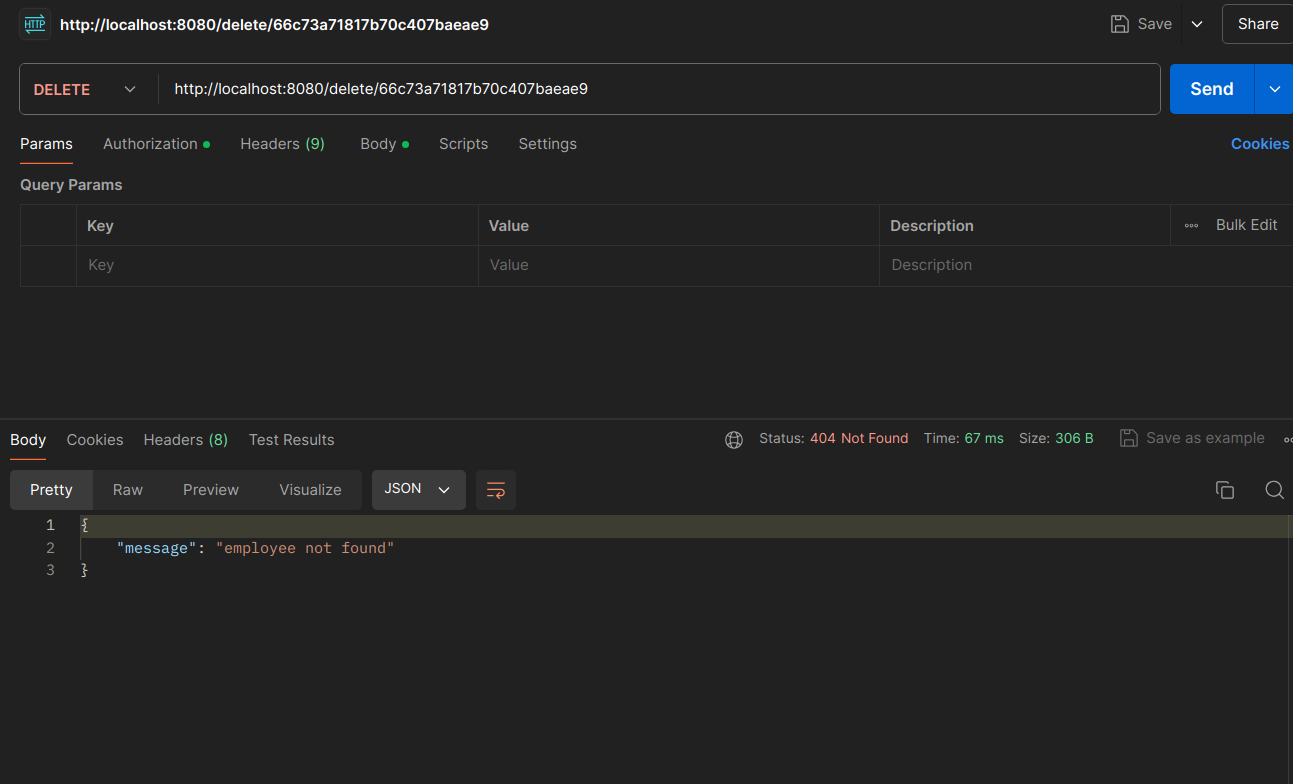 HTTP http://localhost:8080/delete/66c73a71817b70c407baeae9 Save Share
DELETE http://localhost:8080/delete/66c73a71817b70c407baeae9 Send
Params Authorization Headers (9) Body Scripts Settings Cookies
Query Params
Key Value Description Bulk Edit
Key Value Description
Body Cookies Headers (8) Test Results Status: 404 Not Found Time: 67 ms Size: 306 B Save as example
Pretty Raw Preview Visualize JSON
1 {
2 "message": "employee not found"
3 }